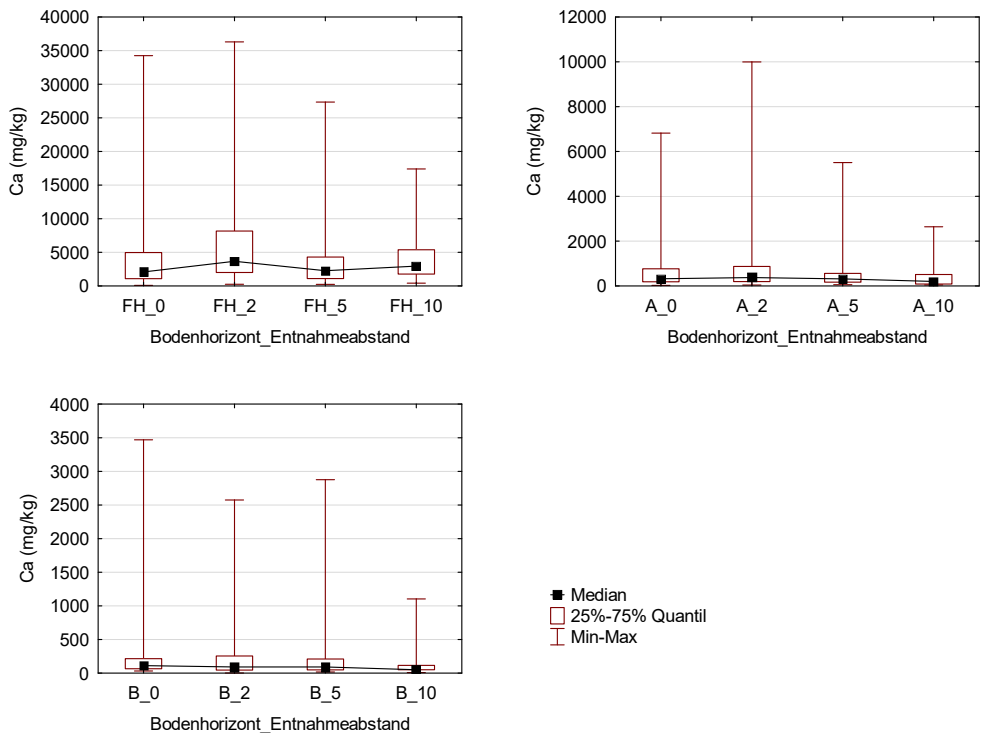 40000
35000
30000
25000
20000
15000
10000
5000
0
Ca (mg/kg)
FH_0 FH_2 FH_5 FH_10
Bodenhorizont_Entnahmeabstand
12000
10000
8000
6000
4000
2000
0
Ca (mg/kg)
A_0 A_2 A_5 A_10
Bodenhorizont_Entnahmeabstand
4000
3500
3000
2500
2000
1500
1000
500
0
Ca (mg/kg)
B_0 B_2 B_5 B_10
Bodenhorizont_Entnahmeabstand
Median
25%-75% Quantil
Min-Max